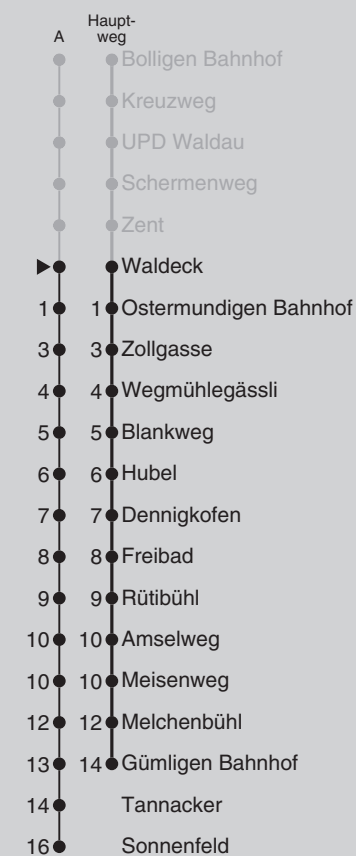 A Haupt-
weg
Bolligen Bahnhof
Kreuzweg
UPD Waldau
Schermenweg
Zent
Waldeck
1 1 Ostermundigen Bahnhof
3 3 Zollgasse
4 4 Wegmühlegässli
5 5 Blankweg
6 6 Hubel
7 7 Dennigkofen
8 8 Freibad
9 9 Rütibühl
10 10 Amselweg
10 10 Meisenweg
12 12 Melchenbühl
13 14 Gümligen Bahnhof
14 Tannacker
16 Sonnenfeld